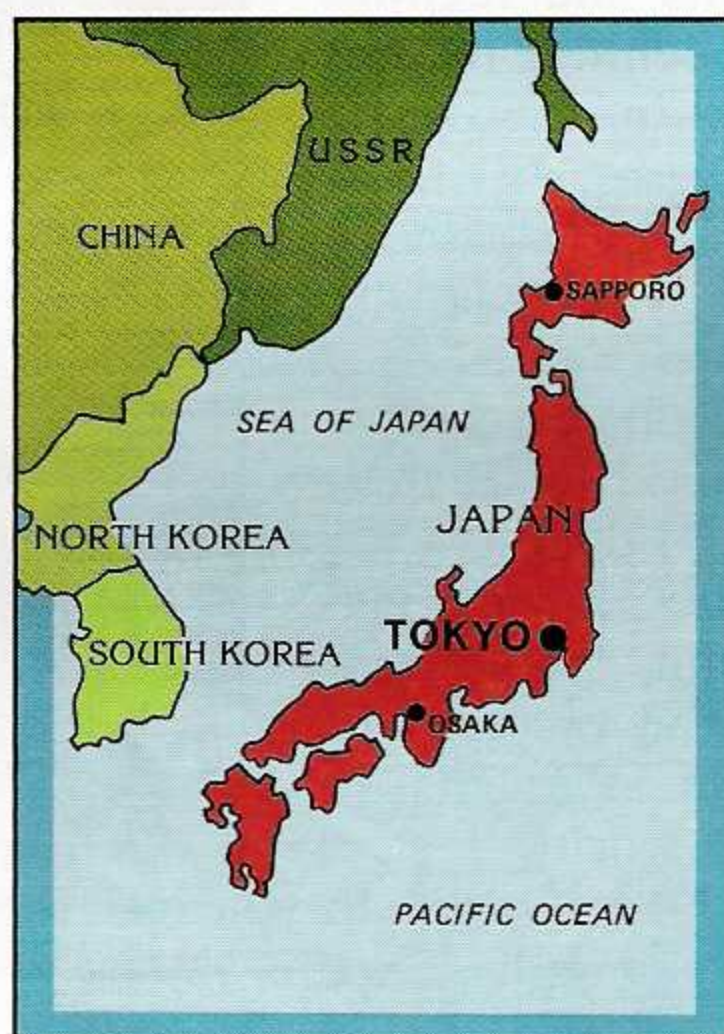 USSR
CHINA
SAPPORO
SEA OF JAPAN
JAPAN
NORTH KOREA
TOKYO
SOUTH KOREA
OSAKA
PACIFIC OCEAN